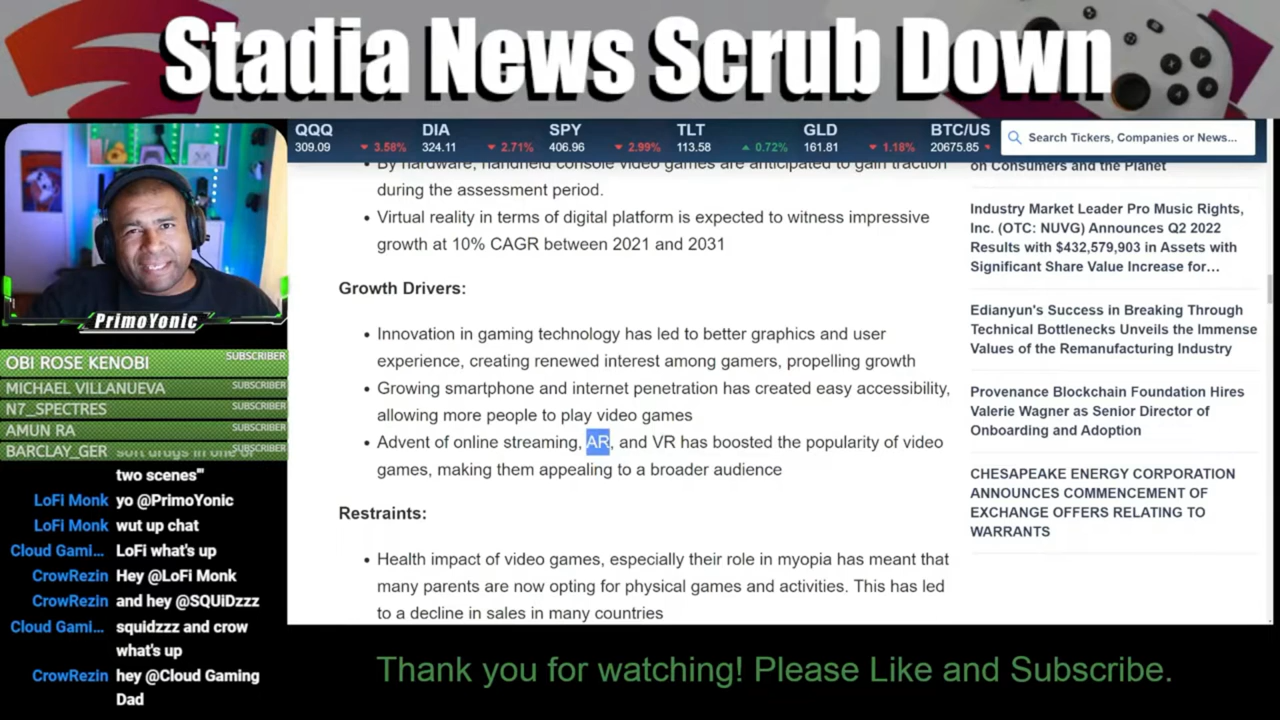 Stadia News Scrub Down
QQQ
309.09 ▼ 3.58%
DIA
324.11 ▼ 2.71%
SPY
406.96 ▼ 2.99%
TLT
113.58 ▲ 0.72%
GLD
161.81 ▼ 1.18%
BTC/US
20675.85
Search Tickers, Companies or News...
By hardware, handheld console video games are anticipated to gain traction
during the assessment period.
• Virtual reality in terms of digital platform is expected to witness impressive
growth at 10% CAGR between 2021 and 2031
Growth Drivers:
• Innovation in gaming technology has led to better graphics and user
experience, creating renewed interest among gamers, propelling growth
• Growing smartphone and internet penetration has created easy accessibility,
allowing more people to play video games
• Advent of online streaming, AR, and VR has boosted the popularity of video
games, making them appealing to a broader audience
Restraints:
• Health impact of video games, especially their role in myopia has meant that
many parents are now opting for physical games and activities. This has led
to a decline in sales in many countries
on Consumers and the Planet
Industry Market Leader Pro Music Rights,
Inc. (OTC: NUVG) Announces Q2 2022
Results with $432,579,903 in Assets with
Significant Share Value Increase for...
Edianyun's Success in Breaking Through
Technical Bottlenecks Unveils the Immense
Values of the Remanufacturing Industry
Provenance Blockchain Foundation Hires
Valerie Wagner as Senior Director of
Onboarding and Adoption
CHESAPEAKE ENERGY CORPORATION
ANNOUNCES COMMENCEMENT OF
EXCHANGE OFFERS RELATING TO
WARRANTS
PrimoYonic
OBI ROSE KENOBI SUBSCRIBER
MICHAEL VILLANUEVA SUBSCRIBER
N7_SPECTRES SUBSCRIBER
AMUN RA SUBSCRIBER
BARCLAY_GER SUBSCRIBER
two scenes"
LoFi Monk yo @PrimoYonic
LoFi Monk wut up chat
Cloud Gami... LoFi what's up
CrowRezin Hey @LoFi Monk
CrowRezin and hey @SQUiDzzz
Cloud Gami... squidzzz and crow
what's up
CrowRezin hey @Cloud Gaming
Dad
Thank you for watching! Please Like and Subscribe.